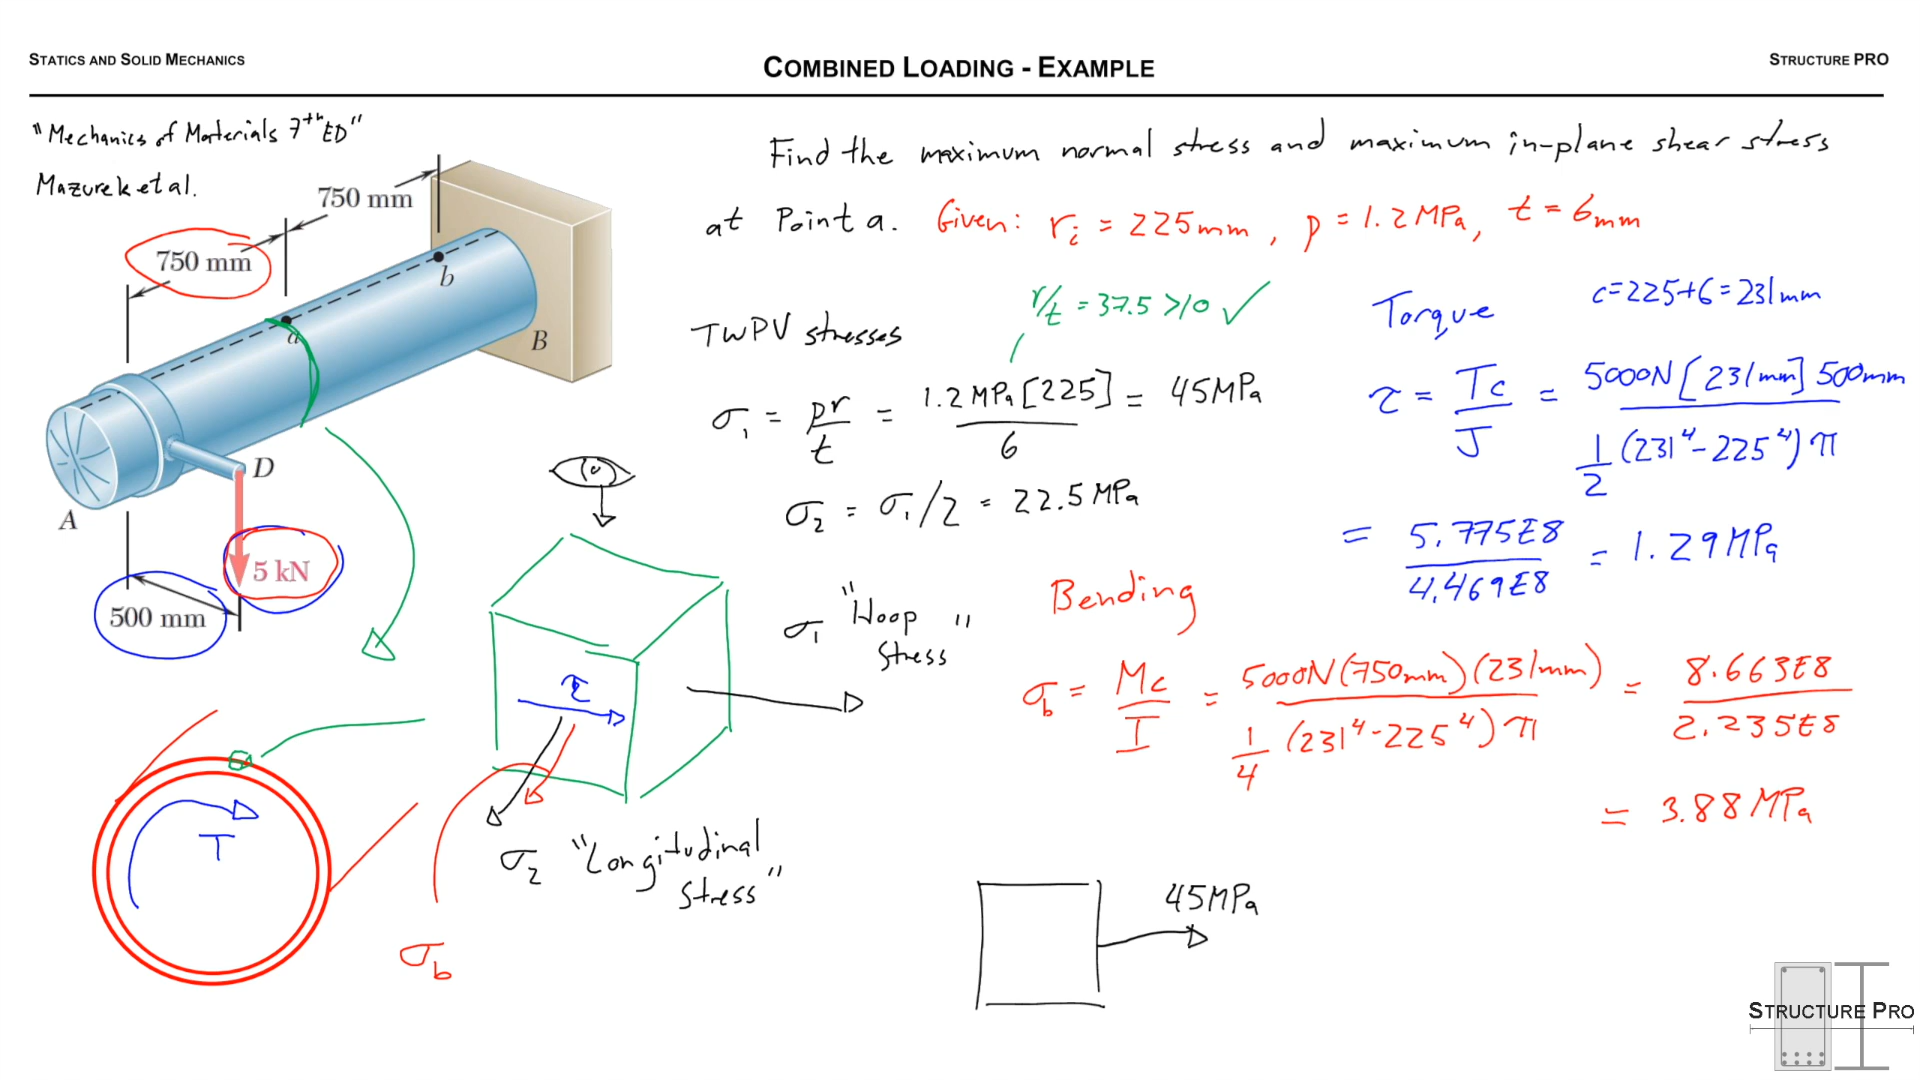 STATICS AND SOLID MECHANICS
COMBINED LOADING - EXAMPLE
STRUCTURE PRO
"Mechanics of Materials 7th ED"
Mazurek et al.
Find the maximum normal stress and maximum in-plane shear stress
at Point a. Given: ri = 225mm, p = 1.2 MPa, t = 6mm
750 mm
750 mm
a
b
B
D
A
5 kN
500 mm
TWPV stresses
r/t = 37.5 >10 ✓
σ1 = pr/t = 1.2 MPa [225]/6 = 45MPa
σ2 = σ1/2 = 22.5 MPa
Torque
c=225+6=231mm
τ = Tc/J = 5000N [231mm] 500mm / 1/2 (231⁴-225⁴) π
= 5.775E8/4.469E8 = 1.29MPa
Bending
σb = Mc/I = 5000N(750mm)(231mm) / 1/4 (231⁴-225⁴) π = 8.663E8/2.235E8
= 3.88 MPa
τ
σ1 "Hoop
Stress"
σ2 "Longitudinal
Stress"
T
σb
45MPa
STRUCTURE PRO